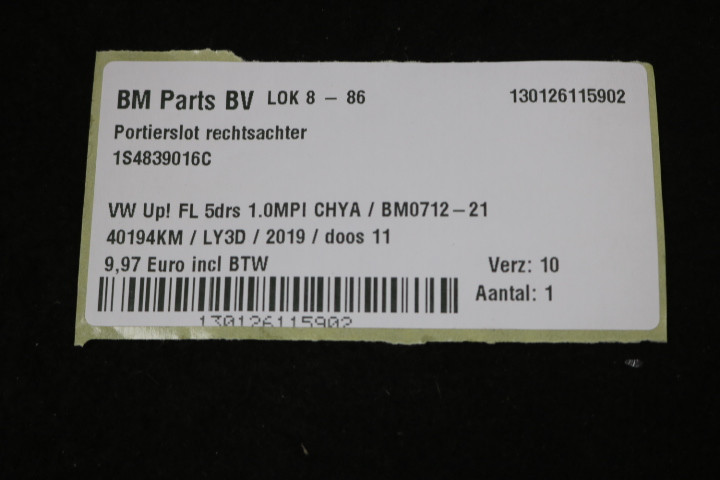 BM Parts BV LOK 8 – 86 130126115902
Portierslot rechtsachter
1S4839016C
VW Up! FL 5drs 1.0MPI CHYA / BM0712–21
40194KM / LY3D / 2019 / doos 11
9,97 Euro incl BTW Verz: 10
Aantal: 1
130126115902